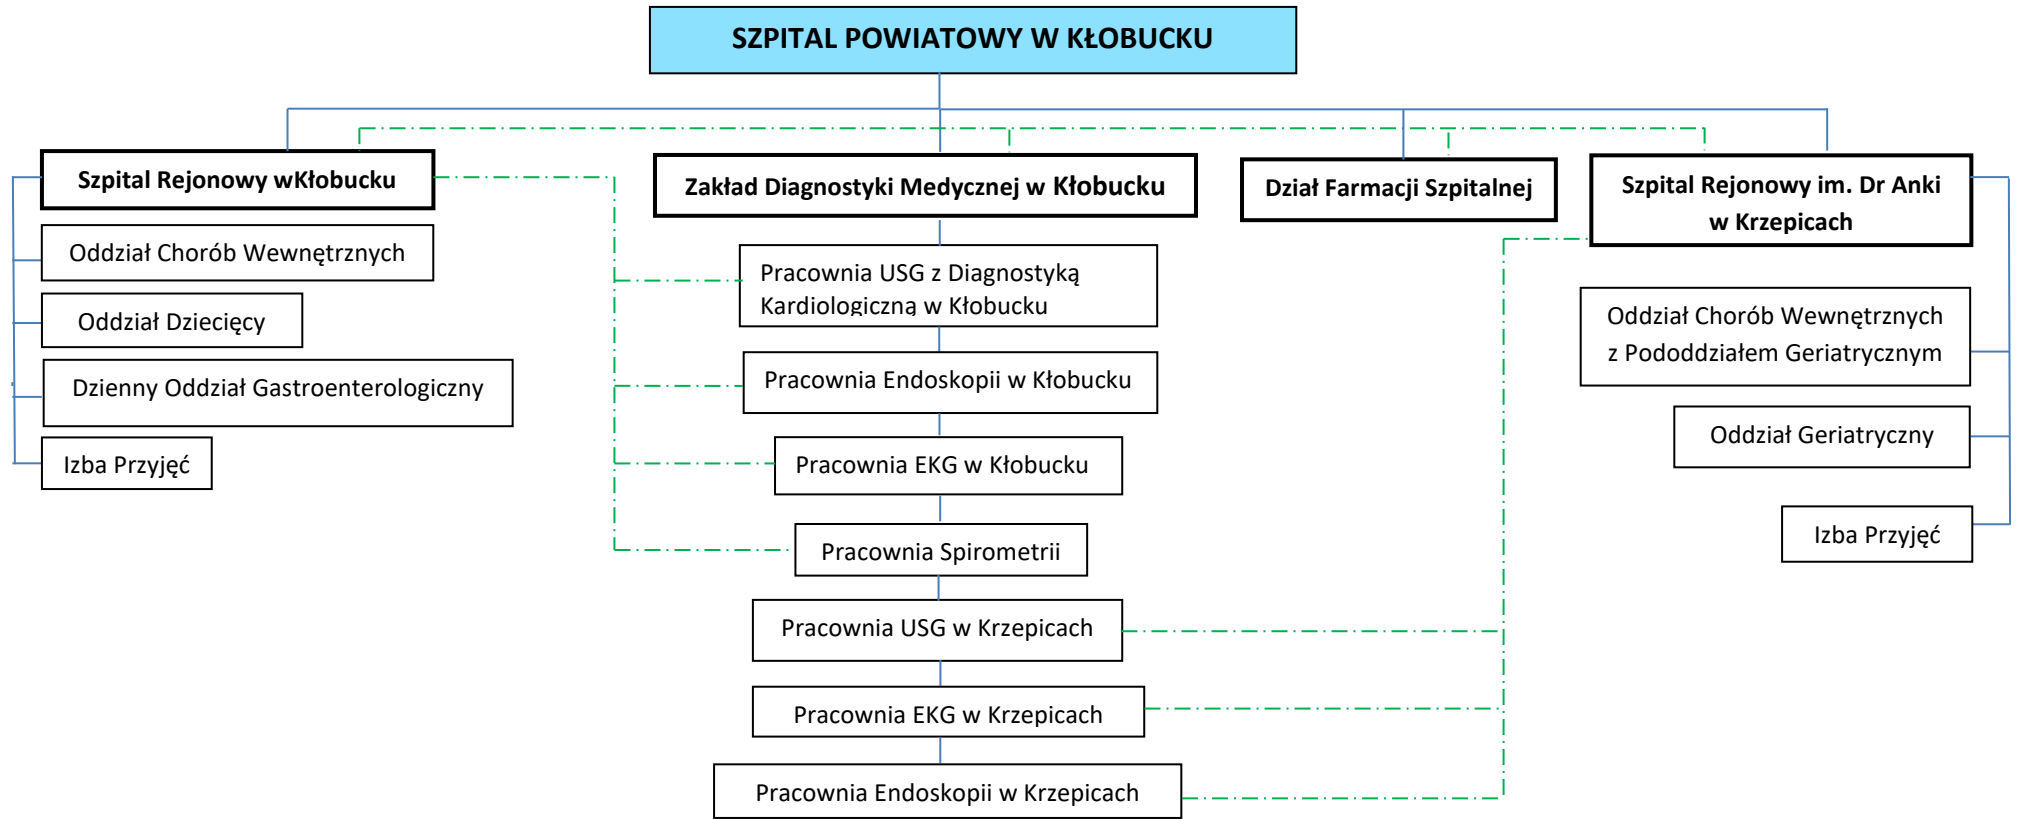 SZPITAL POWIATOWY W KŁOBUCKU
Szpital Rejonowy wKłobucku
Oddział Chorób Wewnętrznych
Oddział Dziecięcy
Dzienny Oddział Gastroenterologiczny
Izba Przyjęć
Zakład Diagnostyki Medycznej w Kłobucku
Pracownia USG z Diagnostyką
Kardiologiczną w Kłobucku
Pracownia Endoskopii w Kłobucku
Pracownia EKG w Kłobucku
Pracownia Spirometrii
Pracownia USG w Krzepicach
Pracownia EKG w Krzepicach
Pracownia Endoskopii w Krzepicach
Dział Farmacji Szpitalnej
Szpital Rejonowy im. Dr Anki
w Krzepicach
Oddział Chorób Wewnętrznych
z Pododdziałem Geriatrycznym
Oddział Geriatryczny
Izba Przyjęć